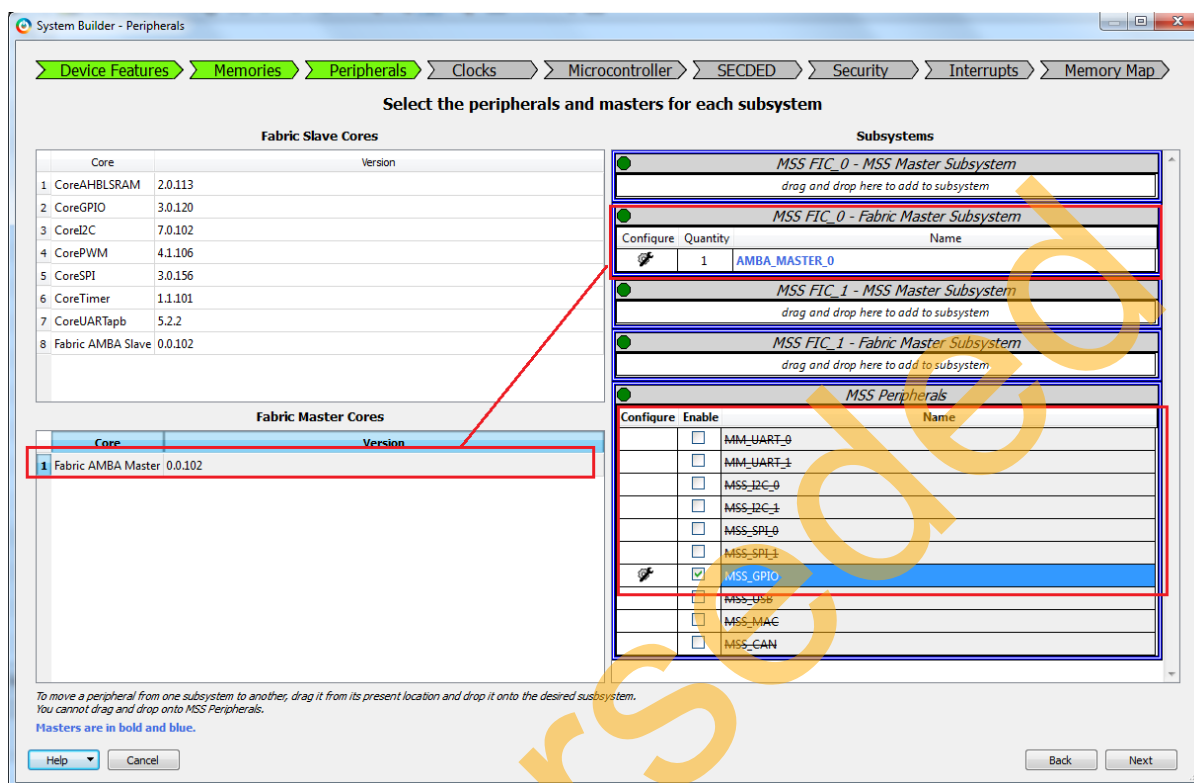 System Builder - Peripherals
Device Features Memories Peripherals Clocks Microcontroller SECDED Security Interrupts Memory Map
Select the peripherals and masters for each subsystem
Fabric Slave Cores
Core Version
1 CoreAHBLSRAM 2.0.113
2 CoreGPIO 3.0.120
3 CoreI2C 7.0.102
4 CorePWM 4.1.106
5 CoreSPI 3.0.156
6 CoreTimer 1.1.101
7 CoreUARTapb 5.2.2
8 Fabric AMBA Slave 0.0.102
Fabric Master Cores
Core Version
1 Fabric AMBA Master 0.0.102
Subsystems
MSS FIC_0 - MSS Master Subsystem
drag and drop here to add to subsystem
MSS FIC_0 - Fabric Master Subsystem
Configure Quantity Name
1 AMBA_MASTER_0
MSS FIC_1 - MSS Master Subsystem
drag and drop here to add to subsystem
MSS FIC_1 - Fabric Master Subsystem
drag and drop here to add to subsystem
MSS Peripherals
Configure Enable Name
MM_UART_0
MM_UART_1
MSS_I2C_0
MSS_I2C_1
MSS_SPI_0
MSS_SPI_1
MSS_GPIO
MSS_USB
MSS_MAC
MSS_CAN
To move a peripheral from one subsystem to another, drag it from its present location and drop it onto the desired susbsystem.
You cannot drag and drop onto MSS Peripherals.
Masters are in bold and blue.
Help Cancel Back Next
rseded